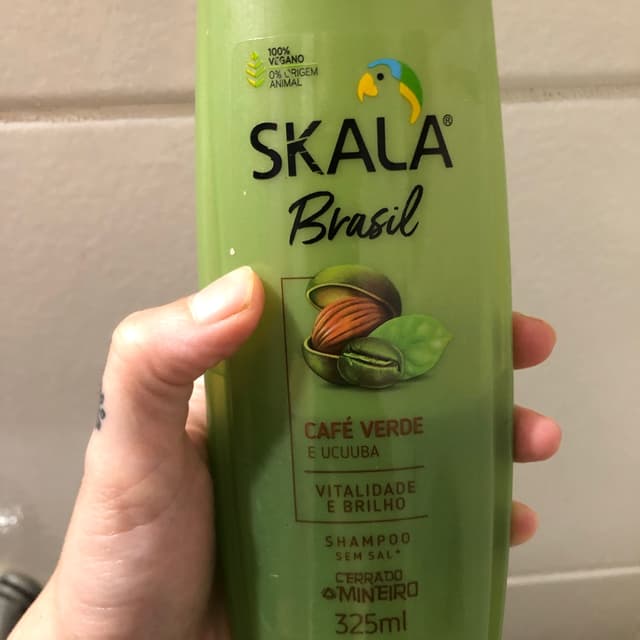 100%
VEGANO
0% ORIGEM
ANIMAL
SKALA®
Brasil
CAFÉ VERDE
E UCUUBA
VITALIDADE
E BRILHO
SHAMPOO
SEM SAL*
CERRADO
MINEIRO
325ml